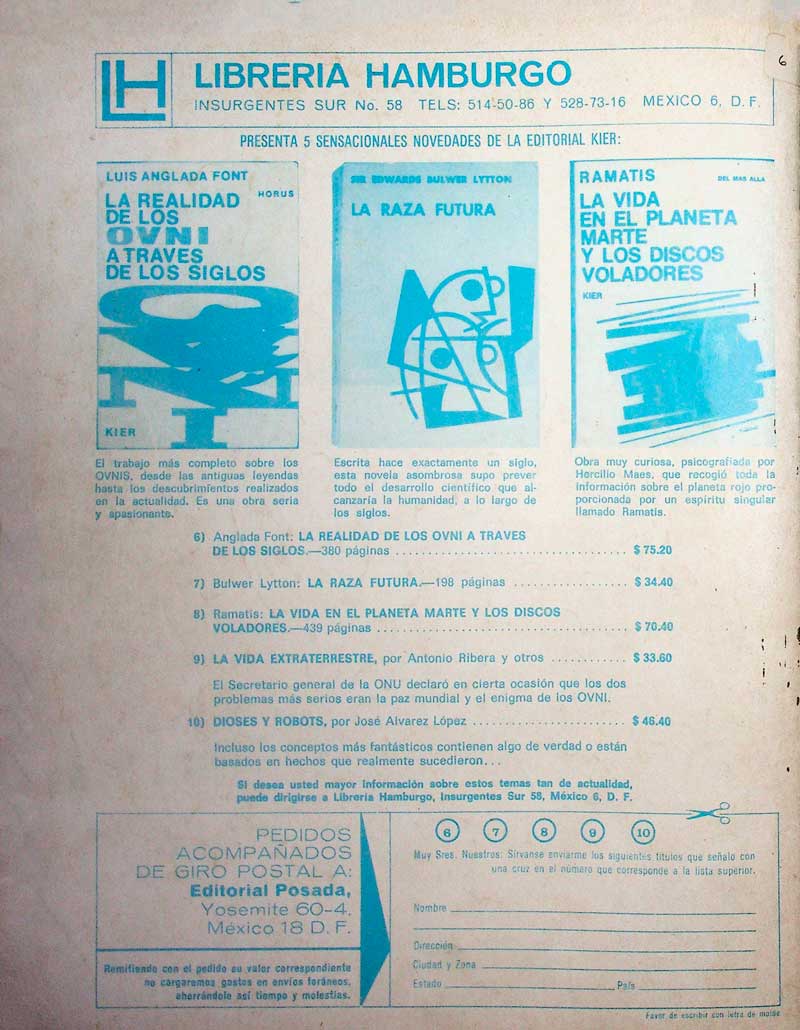 6
LH
LIBRERIA HAMBURGO
INSURGENTES SUR No. 58 TELS: 514-50-86 Y 528-73-16 MEXICO 6, D. F.
PRESENTA 5 SENSACIONALES NOVEDADES DE LA EDITORIAL KIER:
LUIS ANGLADA FONT
HORUS
LA REALIDAD
DE LOS
OVNI
A TRAVES
DE LOS SIGLOS
KIER
SIR EDWARDS BULWER LYTTON
LA RAZA FUTURA
RAMATIS
DEL MAS ALLA
LA VIDA
EN EL PLANETA
MARTE
Y LOS DISCOS
VOLADORES
KIER
El trabajo más completo sobre los
OVNIS, desde las antiguas leyendas
hasta los descubrimientos realizados
en la actualidad. Es una obra seria
y apasionante.
Escrita hace exactamente un siglo,
esta novela asombrosa supo prever
todo el desarrollo científico que al-
canzaría la humanidad, a lo largo de
los siglos.
Obra muy curiosa, psicografiada por
Hercilio Maes, que recogió toda la
información sobre el planeta rojo pro-
porcionada por un espíritu singular
llamado Ramatís.
6) Anglada Font: LA REALIDAD DE LOS OVNI A TRAVES
DE LOS SIGLOS.—380 páginas ................................. $ 75.20
7) Bulwer Lytton: LA RAZA FUTURA.—198 páginas ................. $ 34.40
8) Ramatis: LA VIDA EN EL PLANETA MARTE Y LOS DISCOS
VOLADORES.—439 páginas .................................... $ 70.40
9) LA VIDA EXTRATERRESTRE, por Antonio Ribera y otros ........... $ 33.60
El Secretario general de la ONU declaró en cierta ocasión que los dos
problemas más serios eran la paz mundial y el enigma de los OVNI.
10) DIOSES Y ROBOTS, por José Alvarez López ...................... $ 46.40
Incluso los conceptos más fantásticos contienen algo de verdad o están
basados en hechos que realmente sucedieron...
Si desea usted mayor información sobre estos temas tan de actualidad,
puede dirigirse a Librería Hamburgo, Insurgentes Sur 58, México 6, D. F.
PEDIDOS
ACOMPAÑADOS
DE GIRO POSTAL A:
Editorial Posada,
Yosemite 60-4.
México 18 D. F.
Remitiendo con el pedido su valor correspondiente
no cargaremos gastos en envíos foráneos,
ahorrándole así tiempo y molestias.
6 7 8 9 10
Muy Sres. Nuestros: Sírvanse enviarme los siguientes títulos que señalo con
una cruz en el número que corresponde a la lista superior.
Nombre
Dirección
Ciudad y Zona
Estado País
Favor de escribir con letra de molde